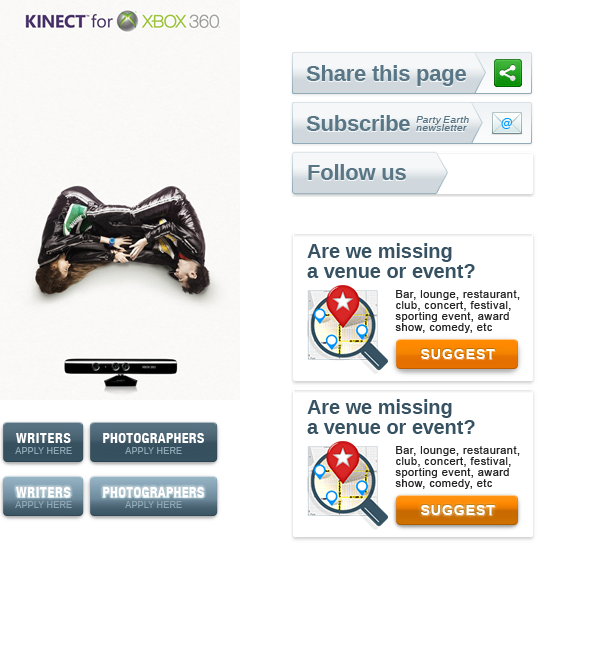 KINECT for XBOX 360.
WRITERS
APPLY HERE
PHOTOGRAPHERS
APPLY HERE
WRITERS
APPLY HERE
PHOTOGRAPHERS
APPLY HERE
Share this page
Subscribe
Party Earth
newsletter
@
Follow us
Are we missing
a venue or event?
Bar, lounge, restaurant,
club, concert, festival,
sporting event, award
show, comedy, etc
SUGGEST
Are we missing
a venue or event?
Bar, lounge, restaurant,
club, concert, festival,
sporting event, award
show, comedy, etc
SUGGEST